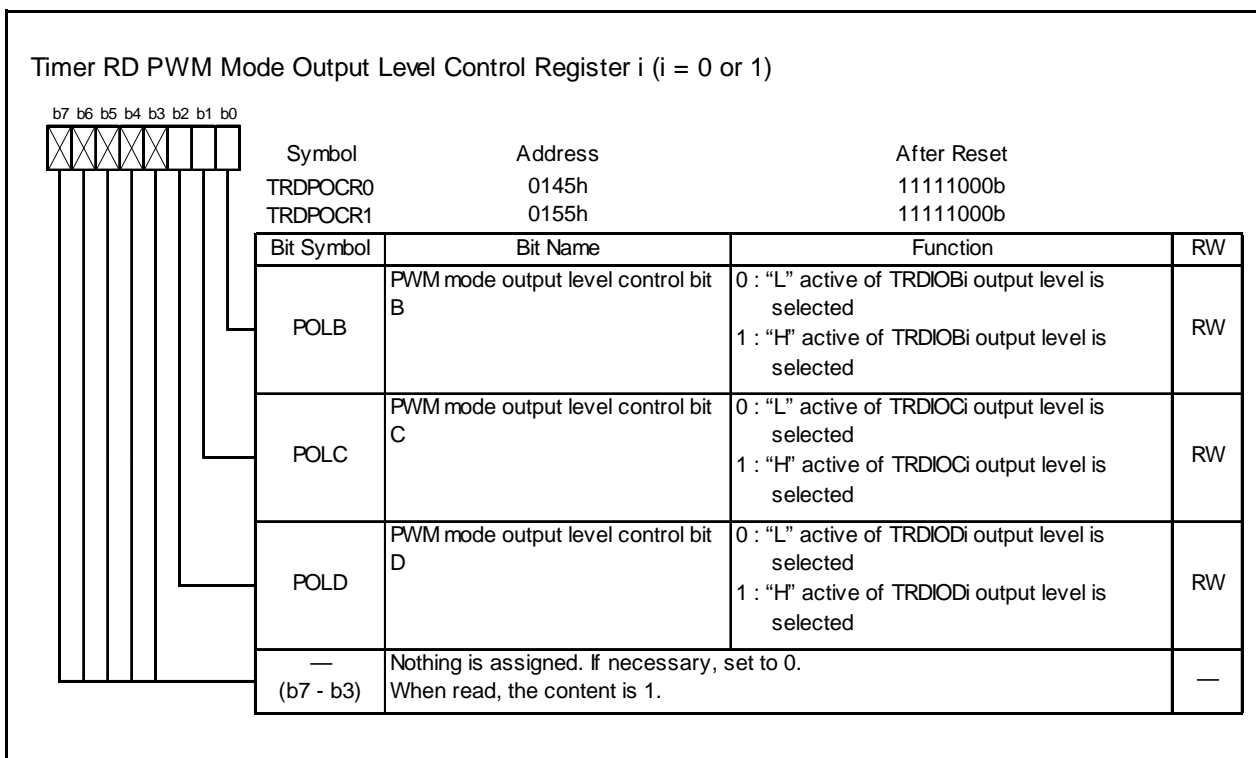 Timer RD PWM Mode Output Level Control Register i (i = 0 or 1)
b7 b6 b5 b4 b3 b2 b1 b0
Symbol Address After Reset
TRDPOCR0 0145h 11111000b
TRDPOCR1 0155h 11111000b
Bit Symbol Bit Name Function RW
POLB
PWM mode output level control bit
B
0 : “L” active of TRDIOBi output level is
selected
1 : “H” active of TRDIOBi output level is
selected
RW
POLC
PWM mode output level control bit
C
0 : “L” active of TRDIOCi output level is
selected
1 : “H” active of TRDIOCi output level is
selected
RW
POLD
PWM mode output level control bit
D
0 : “L” active of TRDIODi output level is
selected
1 : “H” active of TRDIODi output level is
selected
RW
—
(b7 - b3)
Nothing is assigned. If necessary, set to 0.
When read, the content is 1.
—